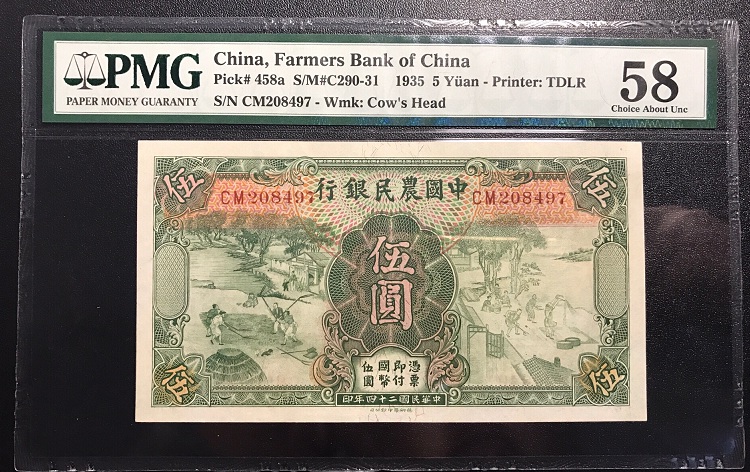 PMG
PAPER MONEY GUARANTY
China, Farmers Bank of China
Pick# 458a S/M#C290-31 1935 5 Yüan - Printer: TDLR
S/N CM208497 - Wmk: Cow's Head
58
Choice About Unc
伍
伍
行銀民農國中
CM208497
CM208497
伍
圓
憑票
即付
國幣
伍圓
伍
伍
印年四十二國民華中